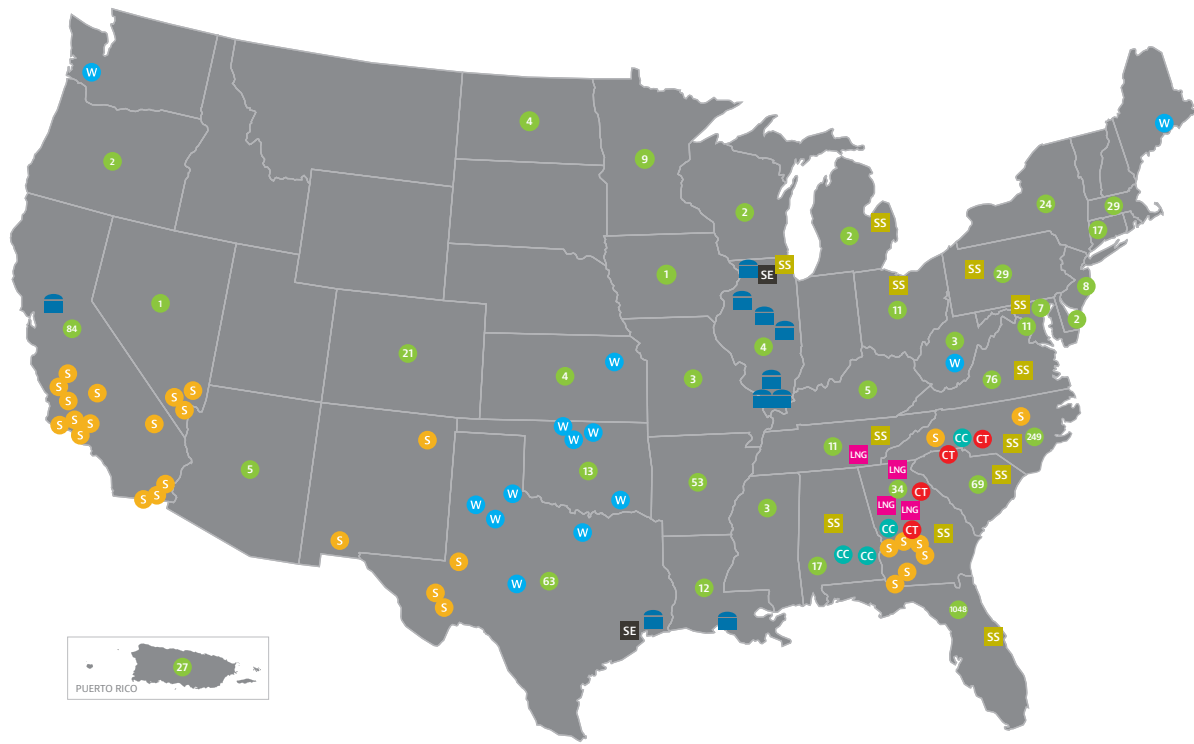 W
W
4
2
9
24
29
2
SS
17
2
SS
SS
29
1
SE
8
SS
1
11
SS
7
2
84
11
4
3
21
W
W
S
4
3
SS
76
S
S
S
5
S
S
S
S
S
W
S
S
W
SS
S
CC
CT
249
S
S
W
11
SS
LNG
CT
5
13
LNG
SS
53
69
S
S
S
34
CT
W
W
W
LNG
LNG
3
W
SS
CC
CT
SS
W
S
S
S
S
CC
CC
S
S
17
S
63
W
S
12
S
S
1048
SE
SS
27
PUERTO RICO